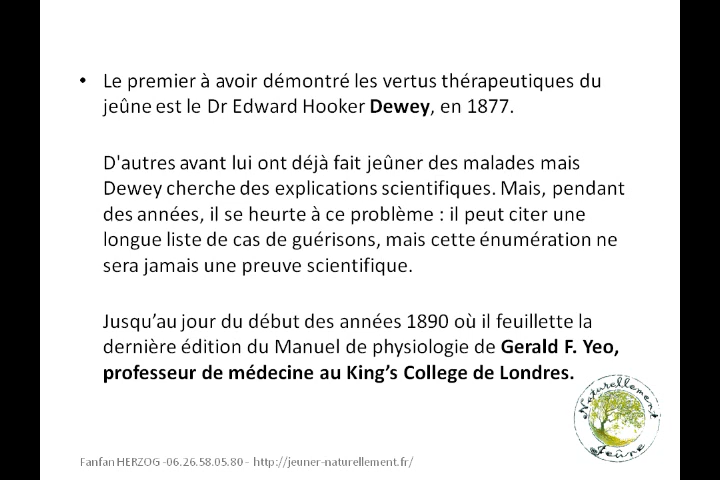 • Le premier à avoir démontré les vertus thérapeutiques du
jeûne est le Dr Edward Hooker Dewey, en 1877.
D'autres avant lui ont déjà fait jeûner des malades mais
Dewey cherche des explications scientifiques. Mais, pendant
des années, il se heurte à ce problème : il peut citer une
longue liste de cas de guérisons, mais cette énumération ne
sera jamais une preuve scientifique.
Jusqu’au jour du début des années 1890 où il feuillette la
dernière édition du Manuel de physiologie de Gerald F. Yeo,
professeur de médecine au King’s College de Londres.
Naturellement
Jeûne
Fanfan HERZOG -06.26.58.05.80 - http://jeuner-naturellement.fr/